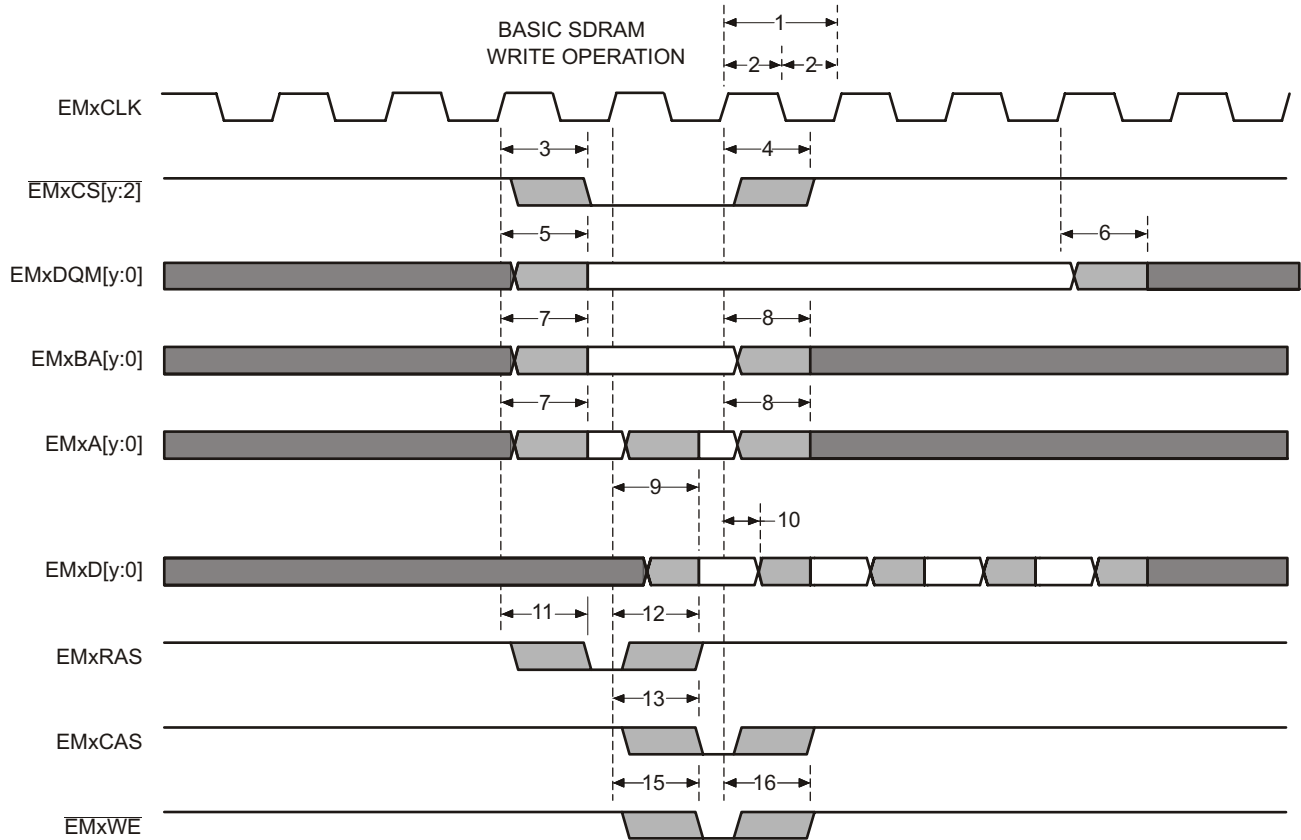 BASIC SDRAM
WRITE OPERATION
1
2 2
EMxCLK
3 4
EMxCS[y:2]
5 6
EMxDQM[y:0]
7 8
EMxBA[y:0]
7 8
EMxA[y:0]
9
10
EMxD[y:0]
11 12
EMxRAS
13
EMxCAS
15 16
EMxWE